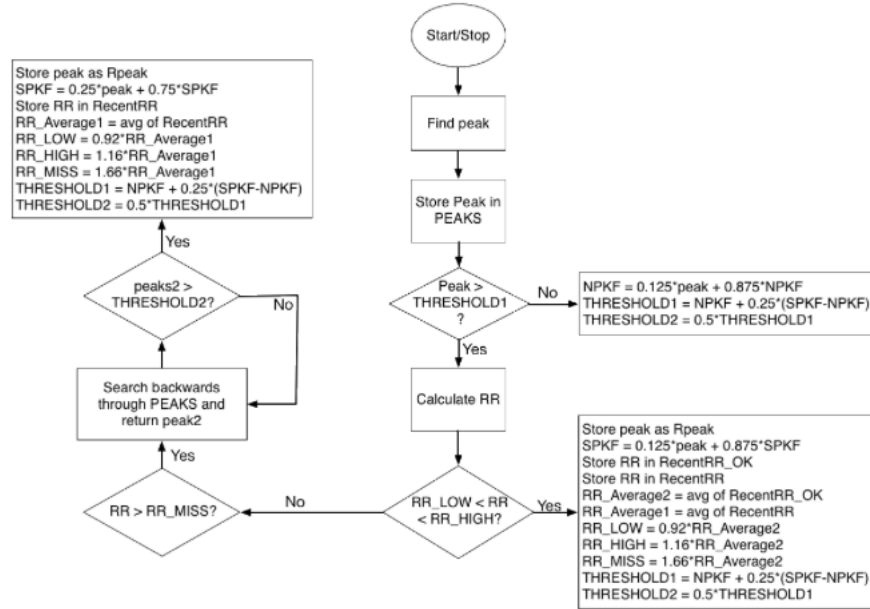 Start/Stop
Find peak
Store Peak in
PEAKS
Peak >
THRESHOLD1
?
No
NPKF = 0.125*peak + 0.875*NPKF
THRESHOLD1 = NPKF + 0.25*(SPKF-NPKF)
THRESHOLD2 = 0.5*THRESHOLD1
Yes
Calculate RR
RR_LOW < RR
< RR_HIGH?
Yes
Store peak as Rpeak
SPKF = 0.125*peak + 0.875*SPKF
Store RR in RecentRR_OK
Store RR in RecentRR
RR_Average2 = avg of RecentRR_OK
RR_Average1 = avg of RecentRR
RR_LOW = 0.92*RR_Average2
RR_HIGH = 1.16*RR_Average2
RR_MISS = 1.66*RR_Average2
THRESHOLD1 = NPKF + 0.25*(SPKF-NPKF)
THRESHOLD2 = 0.5*THRESHOLD1
No
RR > RR_MISS?
Yes
Search backwards
through PEAKS and
return peak2
peaks2 >
THRESHOLD2?
No
Yes
Store peak as Rpeak
SPKF = 0.25*peak + 0.75*SPKF
Store RR in RecentRR
RR_Average1 = avg of RecentRR
RR_LOW = 0.92*RR_Average1
RR_HIGH = 1.16*RR_Average1
RR_MISS = 1.66*RR_Average1
THRESHOLD1 = NPKF + 0.25*(SPKF-NPKF)
THRESHOLD2 = 0.5*THRESHOLD1